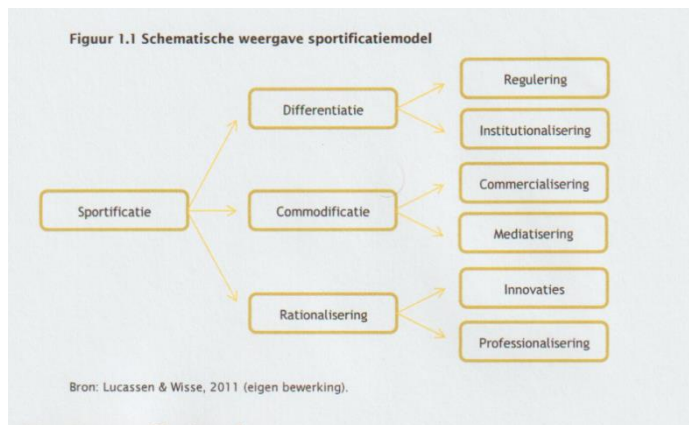 Figuur 1.1 Schematische weergave sportificatiemodel
Regulering
Differentiatie
Institutionalisering
Commercialisering
Sportificatie
Commodificatie
Mediatisering
Innovaties
Rationalisering
Professionalisering
Bron: Lucassen & Wisse, 2011 (eigen bewerking).